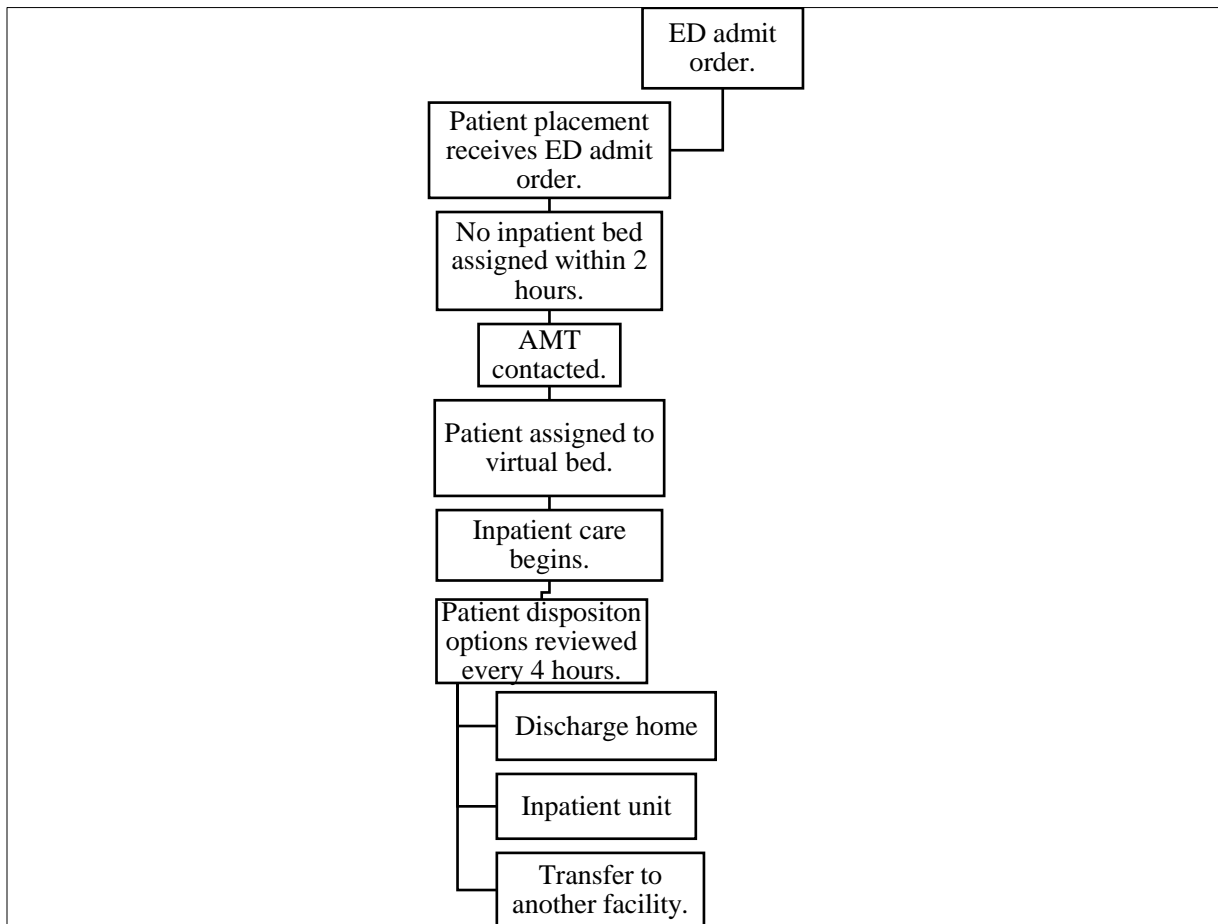 ED admit
order.
Patient placement
receives ED admit
order.
No inpatient bed
assigned within 2
hours.
AMT
contacted.
Patient assigned to
virtual bed.
Inpatient care
begins.
Patient dispositon
options reviewed
every 4 hours.
Discharge home
Inpatient unit
Transfer to
another facility.